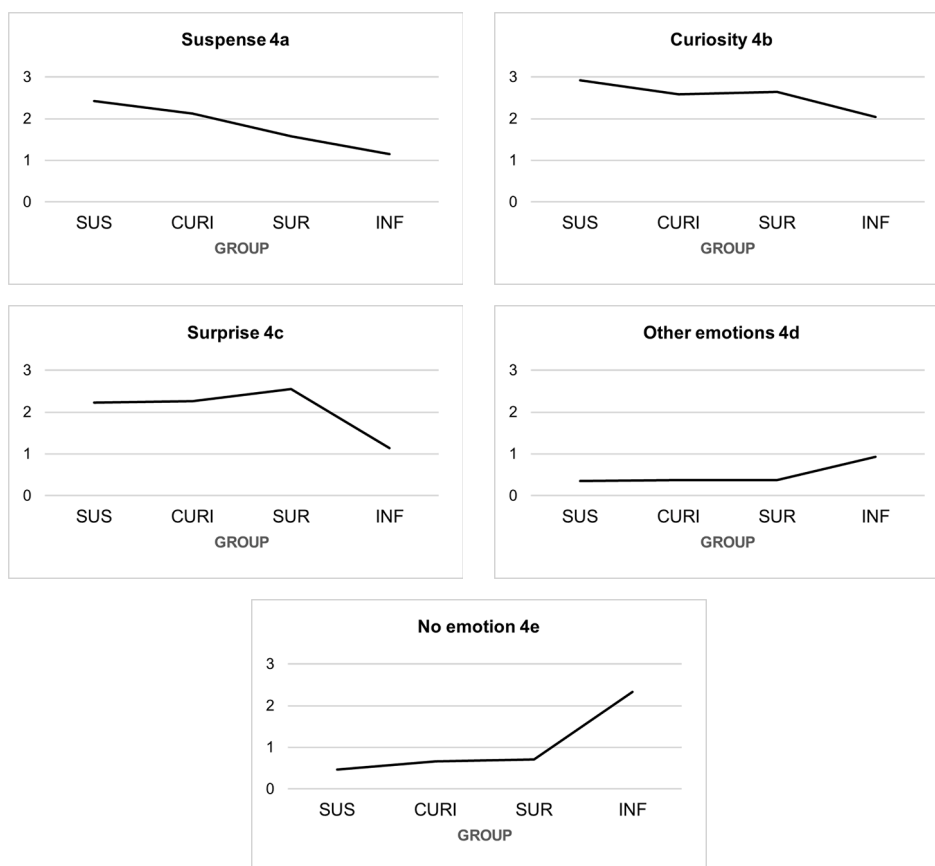 Suspense 4a
3
2
1
0
SUS CURI SUR INF
GROUP
Curiosity 4b
3
2
1
0
SUS CURI SUR INF
GROUP
Surprise 4c
3
2
1
0
SUS CURI SUR INF
GROUP
Other emotions 4d
3
2
1
0
SUS CURI SUR INF
GROUP
No emotion 4e
3
2
1
0
SUS CURI SUR INF
GROUP